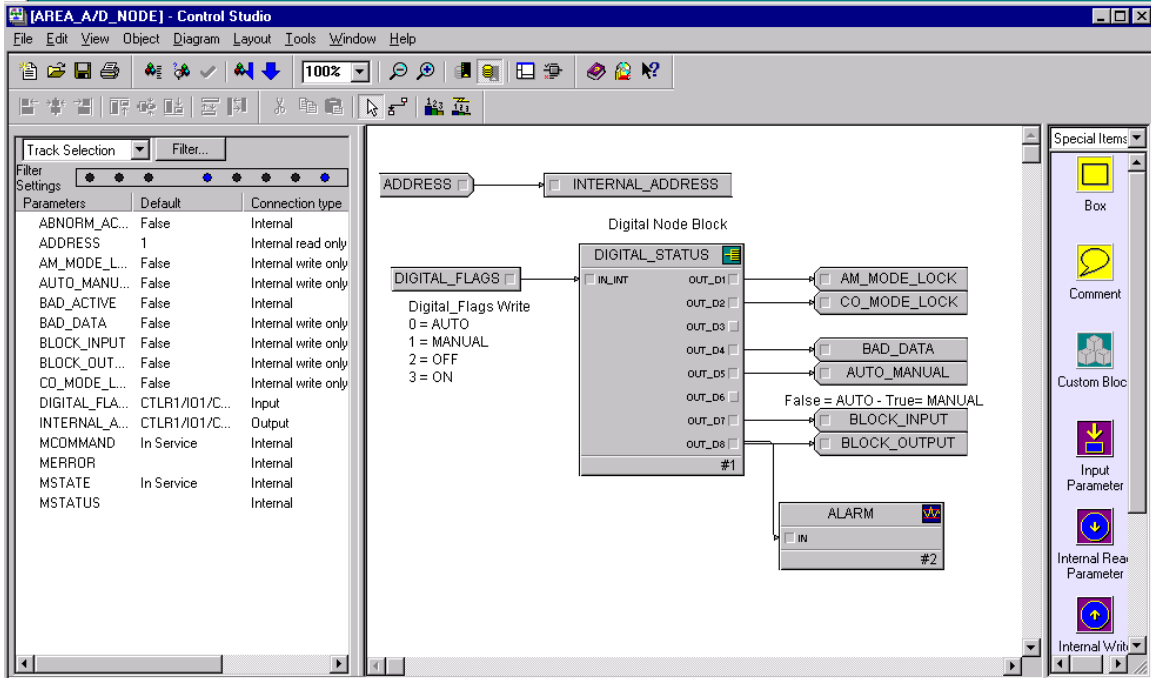 [AREA_A/D_NODE] - Control Studio
File Edit View Object Diagram Layout Tools Window Help
100%
Track Selection Filter...
Filter Settings
Parameters Default Connection type
ABNORM_AC... False Internal
ADDRESS 1 Internal read only
AM_MODE_L... False Internal write only
AUTO_MANU... False Internal write only
BAD_ACTIVE False Internal
BAD_DATA False Internal write only
BLOCK_INPUT False Internal write only
BLOCK_OUT... False Internal write only
CO_MODE_L... False Internal write only
DIGITAL_FLA... CTLR1/IO1/C... Input
INTERNAL_A... CTLR1/IO1/C... Output
MCOMMAND In Service Internal
MERROR Internal
MSTATE In Service Internal
MSTATUS Internal
ADDRESS INTERNAL_ADDRESS
Digital Node Block
DIGITAL_STATUS
DIGITAL_FLAGS IN_INT
Digital_Flags Write
0 = AUTO
1 = MANUAL
2 = OFF
3 = ON
OUT_D1 AM_MODE_LOCK
OUT_D2 CO_MODE_LOCK
OUT_D3
OUT_D4 BAD_DATA
OUT_D5 AUTO_MANUAL
OUT_D6 False = AUTO - True= MANUAL
OUT_D7 BLOCK_INPUT
OUT_D8 BLOCK_OUTPUT
#1
ALARM
IN
#2
Special Items
Box
Comment
Custom Bloc
Input
Parameter
Internal Rea
Parameter
Internal Writ